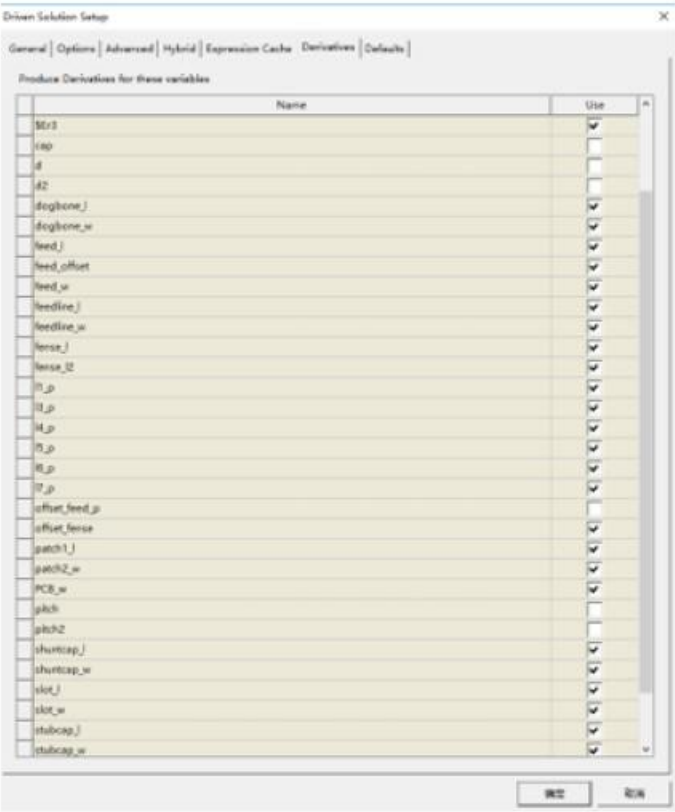 Driven Solution Setup
General | Options | Advanced | Hybrid | Expression Cache | Derivatives | Defaults
Produce Derivatives for these variables
Name Use
$Er3
cap
d
d2
dogbone_l
dogbone_w
feed_l
feed_offset
feed_w
feedline_l
feedline_w
fense_l
fense_l2
l1_p
l3_p
l4_p
l5_p
l6_p
l7_p
offset_feed_p
offset_fense
patch1_l
patch2_w
PCB_w
pitch
pitch2
shuntcap_l
shuntcap_w
slot_l
slot_w
stubcap_l
stubcap_w
确定 取消